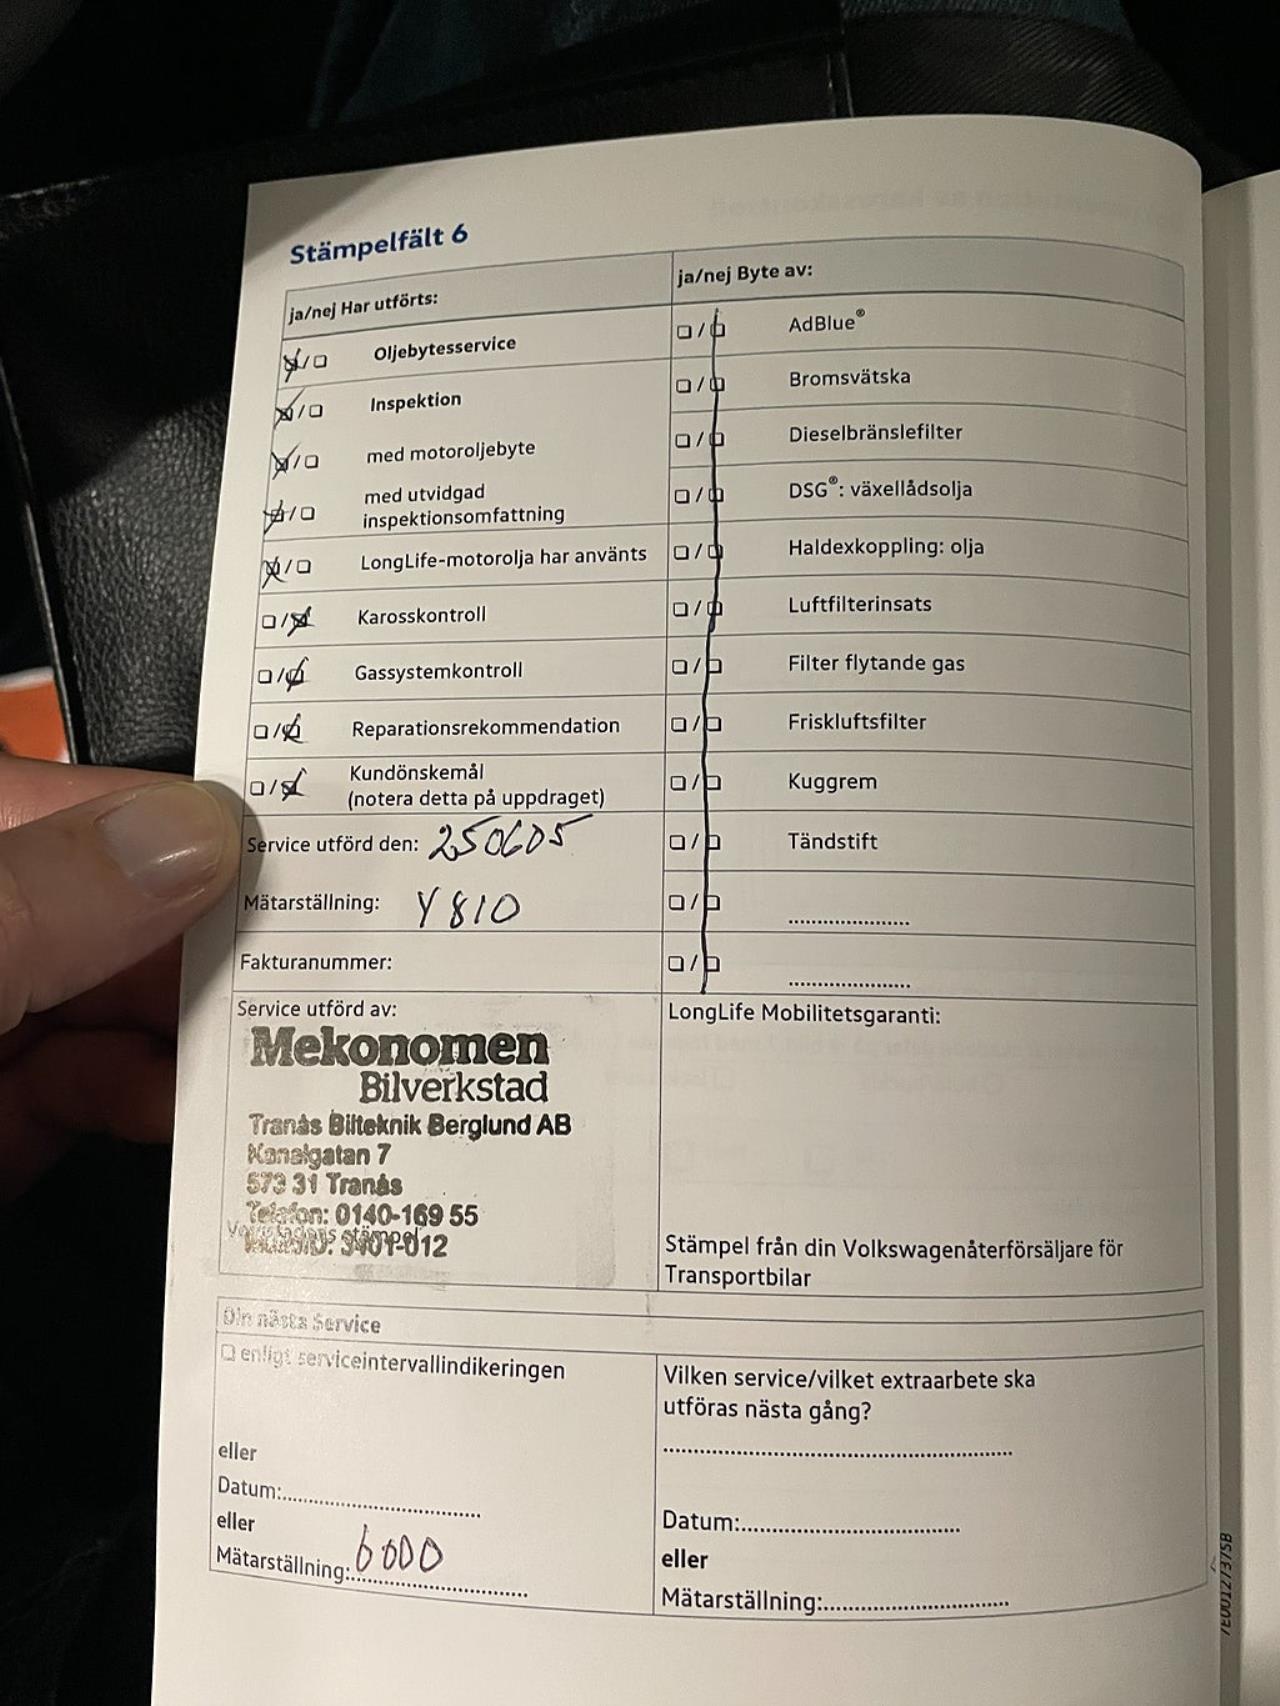 Stämpelfält 6
ja/nej Har utförts:
Oljebytesservice
Inspektion
med motoroljebyte
med utvidgad
inspektionsomfattning
LongLife-motorolja har använts
Karosskontroll
Gassystemkontroll
Reparationsrekommendation
Kundönskemål
(notera detta på uppdraget)
Service utförd den: 250605
Mätarställning: Y810
Fakturanummer:
Service utförd av:
Mekonomen
Bilverkstad
Tranås Bilteknik Berglund AB
Kanalgatan 7
573 31 Tranås
Telefon: 0140-169 55
Verkstadens stämpel
ja/nej Byte av:
AdBlue®
Bromsvätska
Dieselbränslefilter
DSG®: växellådsolja
Haldexkoppling: olja
Luftfilterinsats
Filter flytande gas
Friskluftsfilter
Kuggrem
Tändstift
LongLife Mobilitetsgaranti:
Stämpel från din Volkswagenåterförsäljare för
Transportbilar
Din nästa Service
enligt serviceintervallindikeringen
eller
Datum:
eller
Mätarställning: 6000
Vilken service/vilket extraarbete ska
utföras nästa gång?
Datum:
eller
Mätarställning: